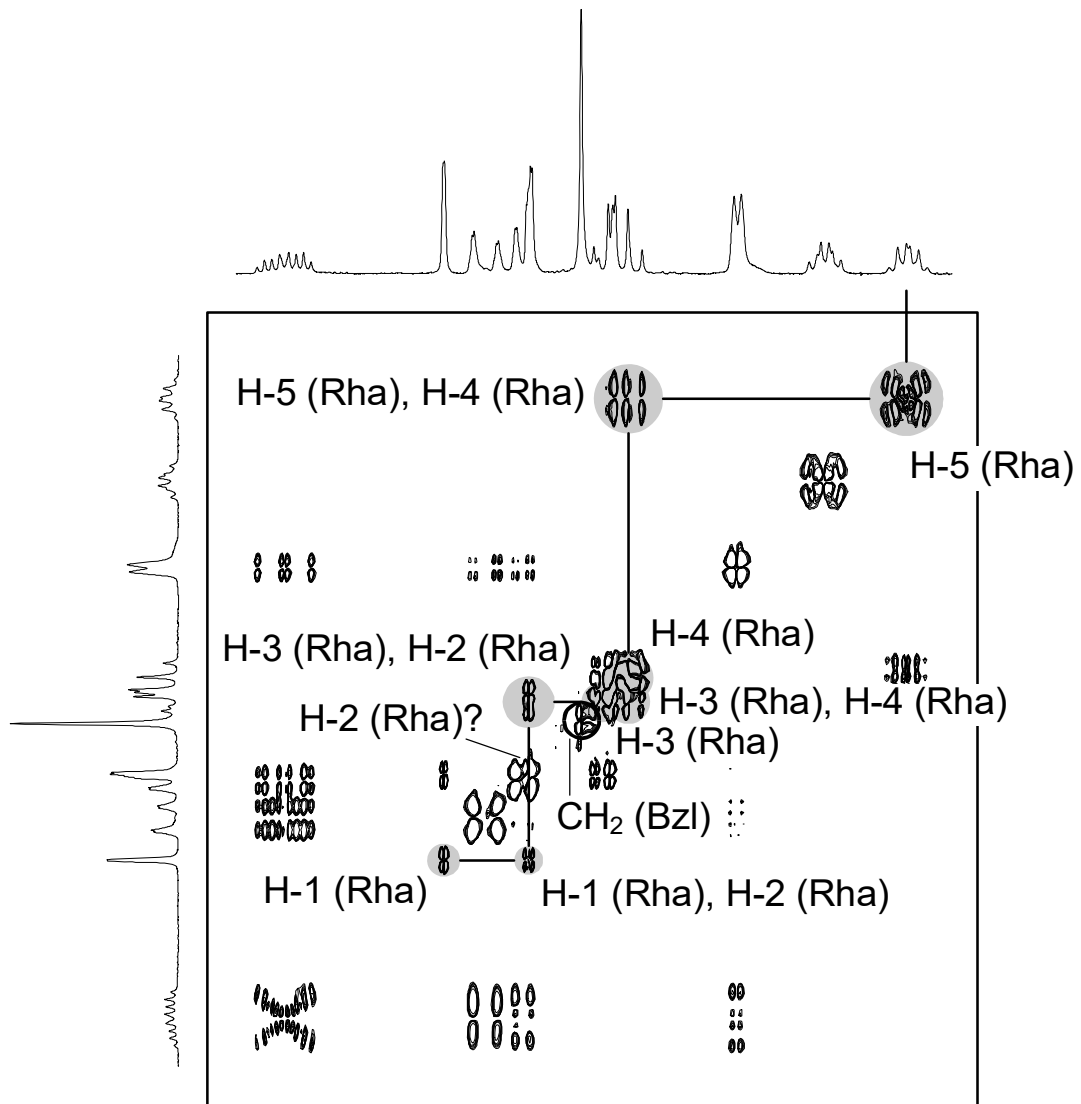 H-5 (Rha), H-4 (Rha)
H-5 (Rha)
H-4 (Rha)
H-3 (Rha), H-2 (Rha)
H-3 (Rha), H-4 (Rha)
H-2 (Rha)?
H-3 (Rha)
CH₂ (Bzl)
H-1 (Rha)
H-1 (Rha), H-2 (Rha)